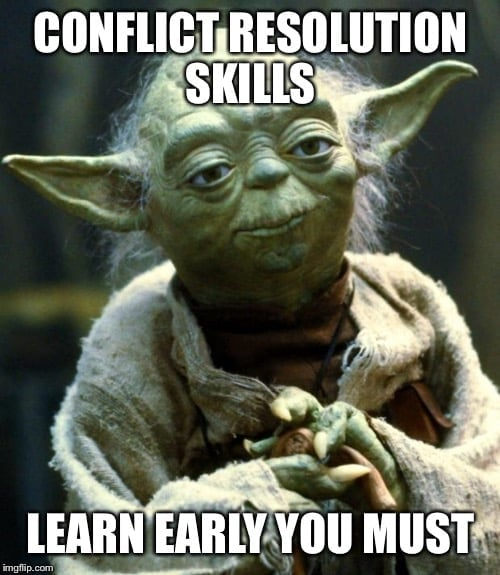 CONFLICT RESOLUTION
SKILLS
LEARN EARLY YOU MUST
imgflip.com